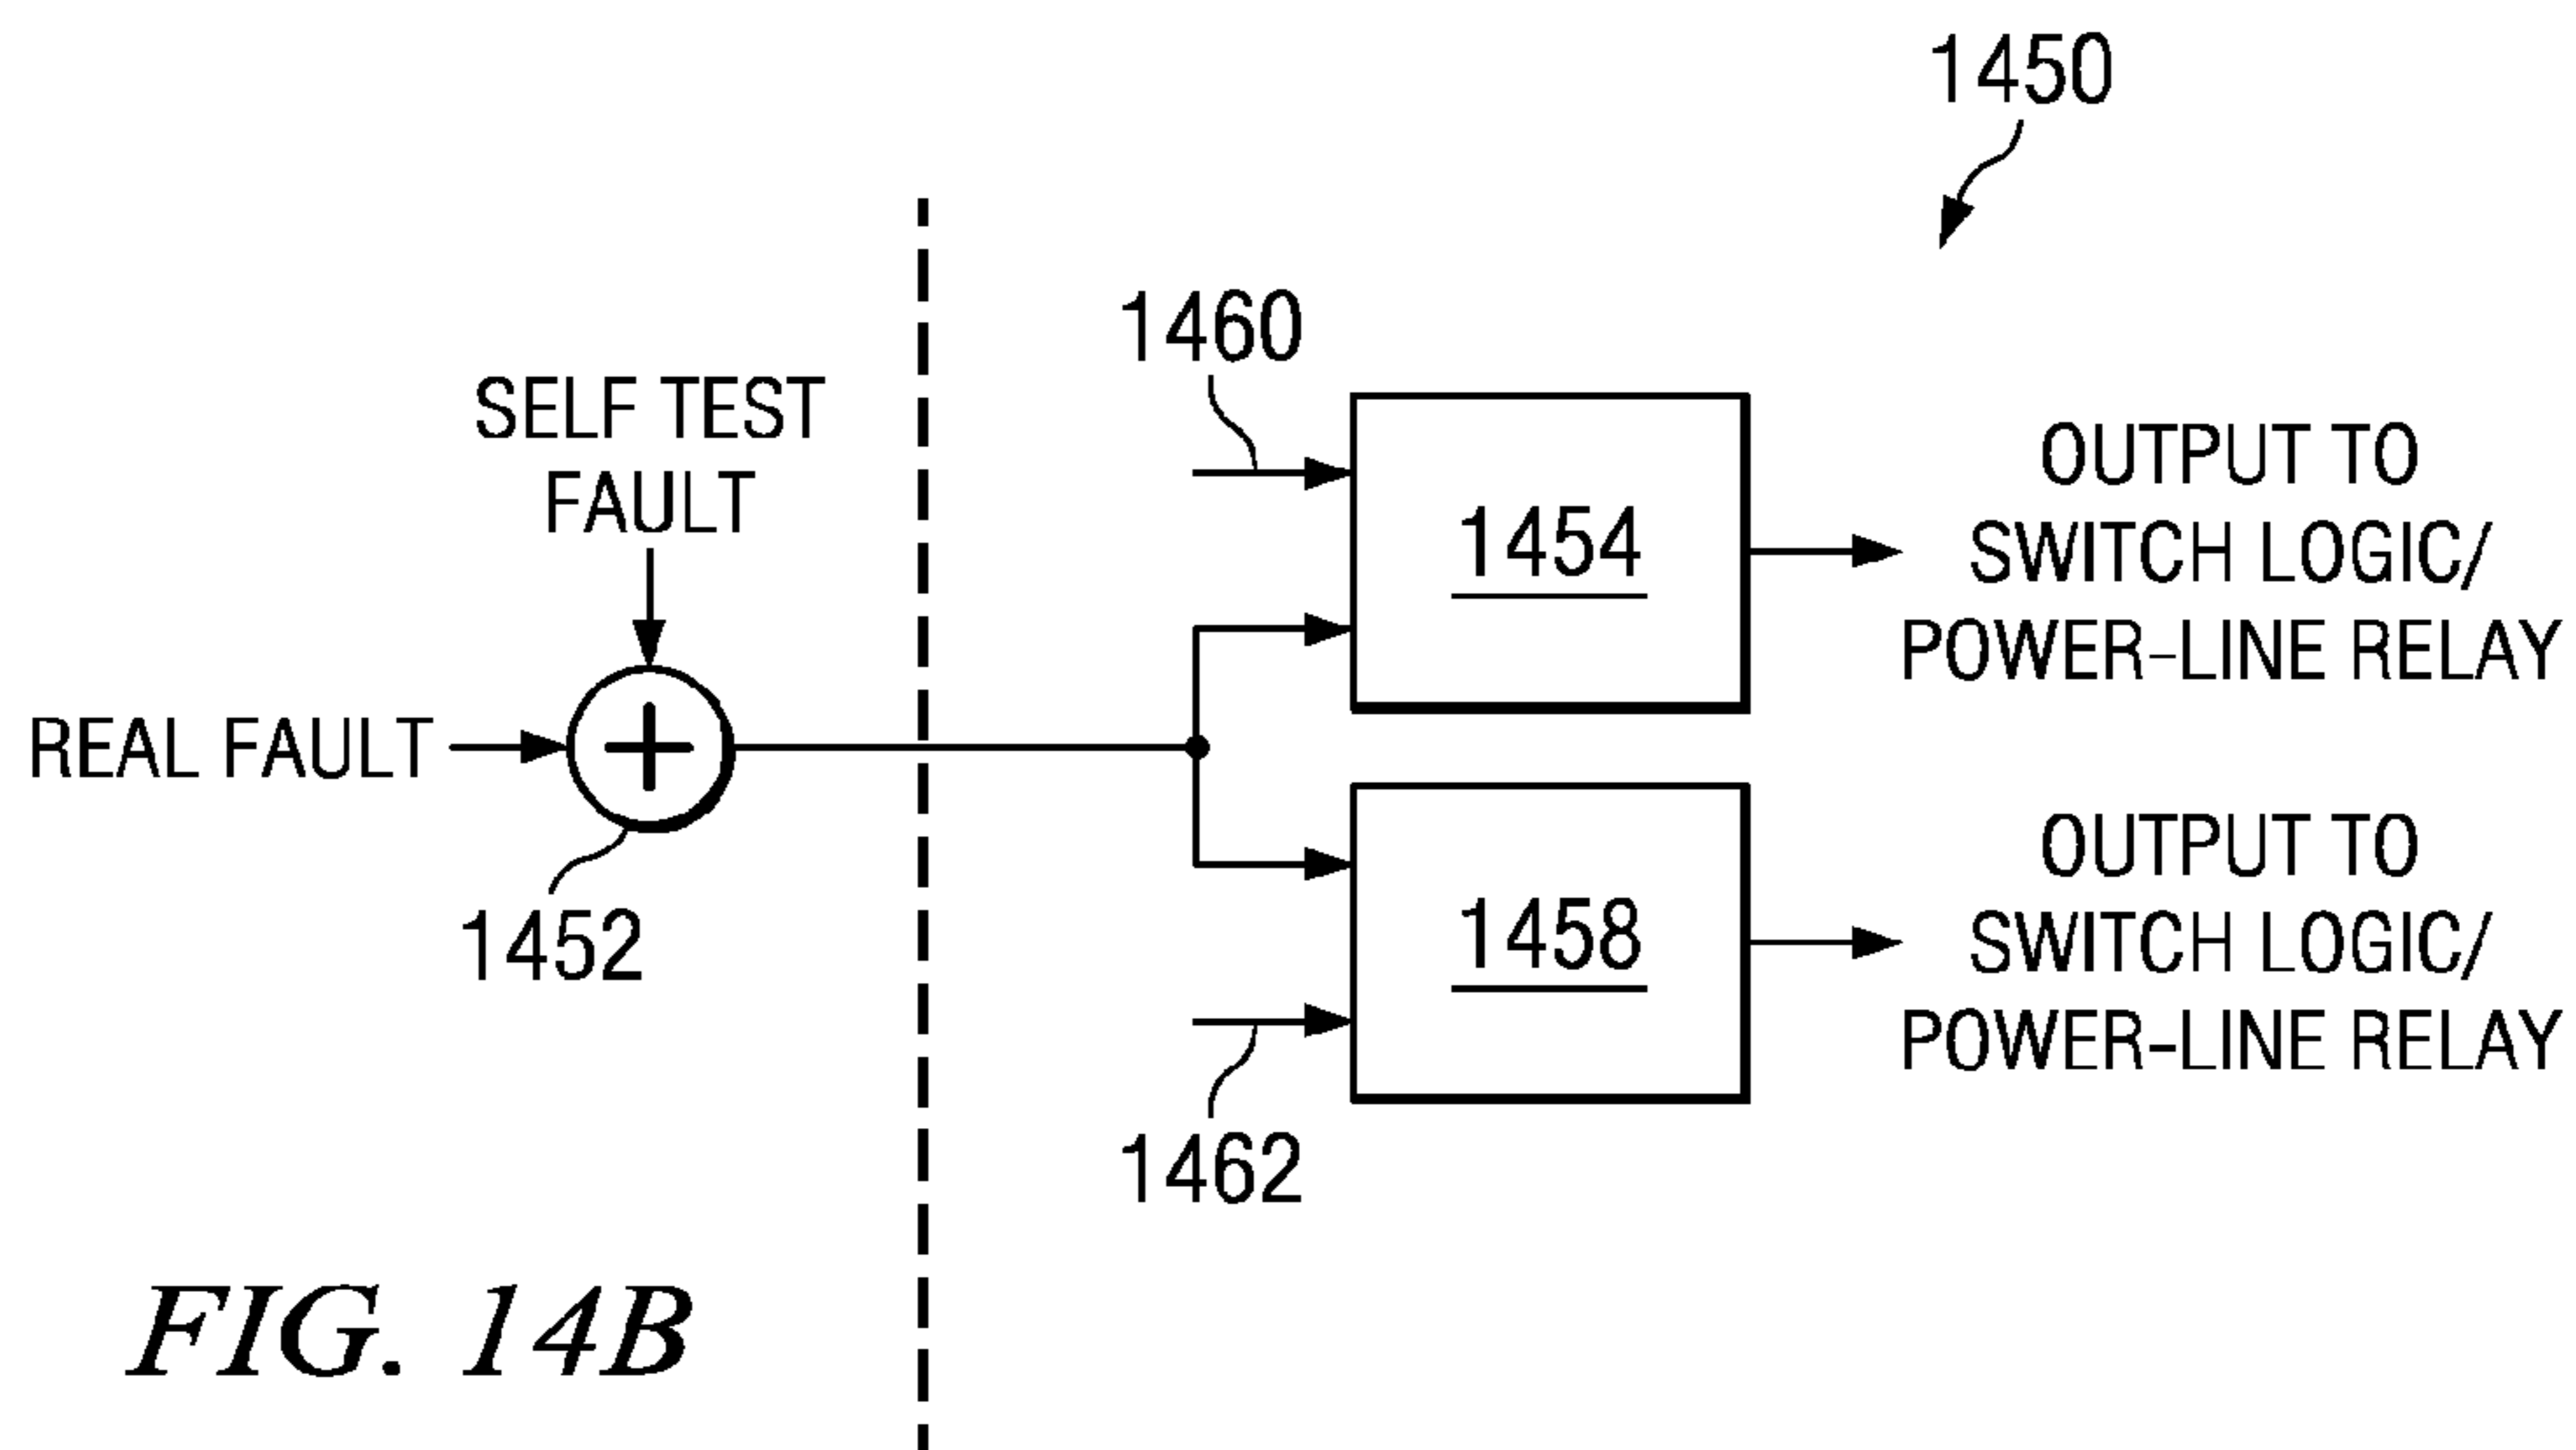 1450
1460
SELF TEST
FAULT
1454
OUTPUT TO
SWITCH LOGIC/
POWER-LINE RELAY
REAL FAULT
+
1452
1458
OUTPUT TO
SWITCH LOGIC/
POWER-LINE RELAY
1462
FIG. 14B